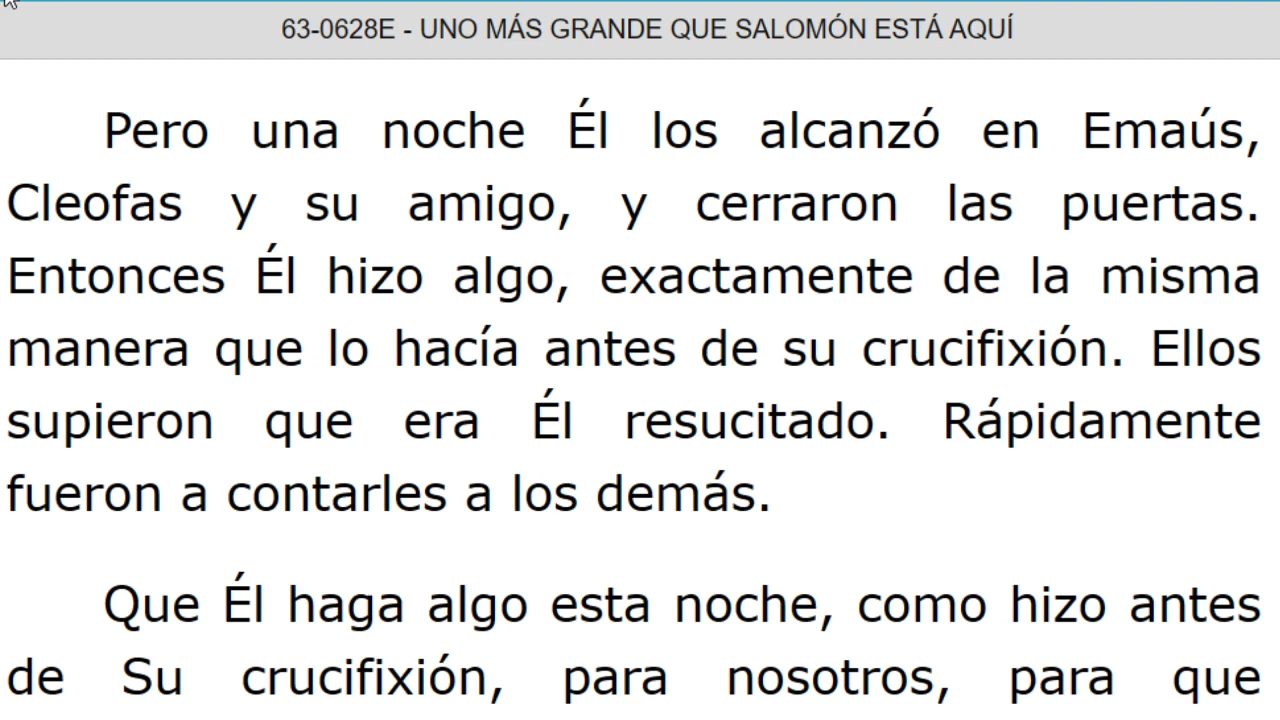 63-0628E - UNO MÁS GRANDE QUE SALOMÓN ESTÁ AQUÍ
Pero una noche Él los alcanzó en Emaús,
Cleofas y su amigo, y cerraron las puertas.
Entonces Él hizo algo, exactamente de la misma
manera que lo hacía antes de su crucifixión. Ellos
supieron que era Él resucitado. Rápidamente
fueron a contarles a los demás.
Que Él haga algo esta noche, como hizo antes
de Su crucifixión, para nosotros, para que